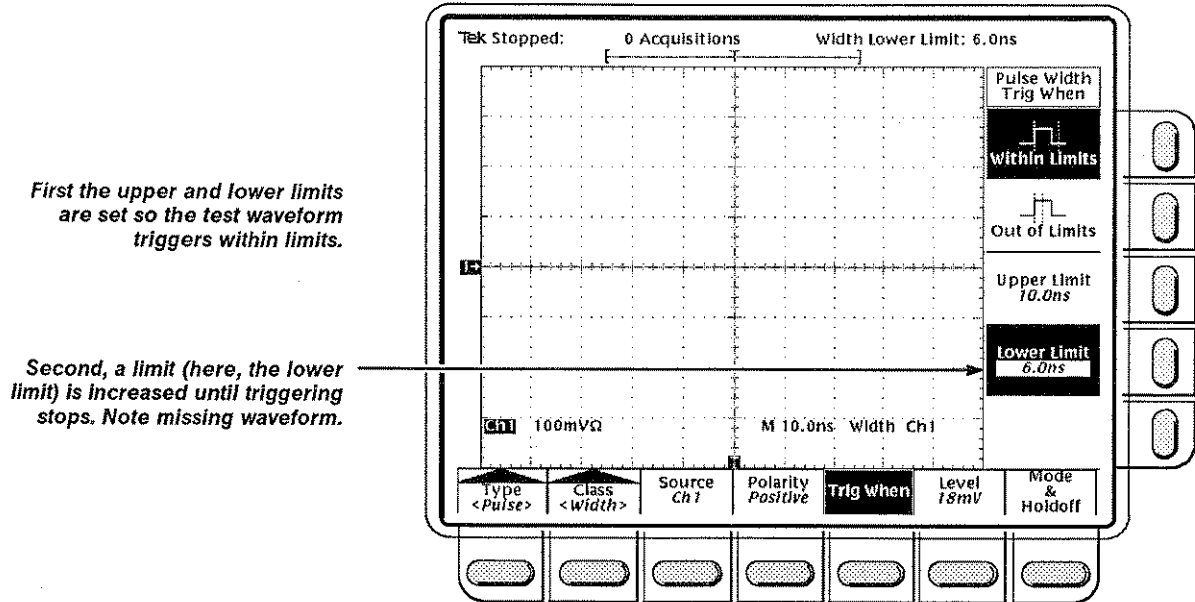 Tek Stopped: 0 Acquisitions Width Lower Limit: 6.0ns
Pulse Width
Trig When
Within Limits
First the upper and lower limits
are set so the test waveform
triggers within limits.
Out of Limits
1→
Upper Limit
10.0ns
Second, a limit (here, the lower
limit) is increased until triggering
stops. Note missing waveform.
Lower Limit
6.0ns
Ch1 100mVΩ M 10.0ns Width Ch1
Type
<Pulse>
Class
<Width>
Source
Ch1
Polarity
Positive
Trig When
Level
18mV
Mode
&
Holdoff